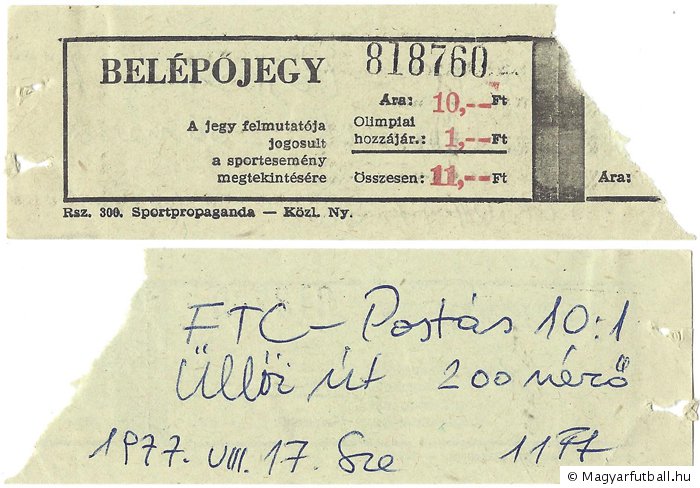 BELÉPŐJEGY
818760
A jegy felmutatója
jogosult
a sportesemény
megtekintésére
Ára: 10,--Ft
Olimpiai
hozzájár.: 1,--Ft
Összesen: 11,--Ft
Ára:
Rsz. 300. Sportpropaganda — Közl. Ny.
FTC - Postás 10:1
Üllői út 200 néző
1977. VIII. 17. Sze 11 Ft
© Magyarfutball.hu